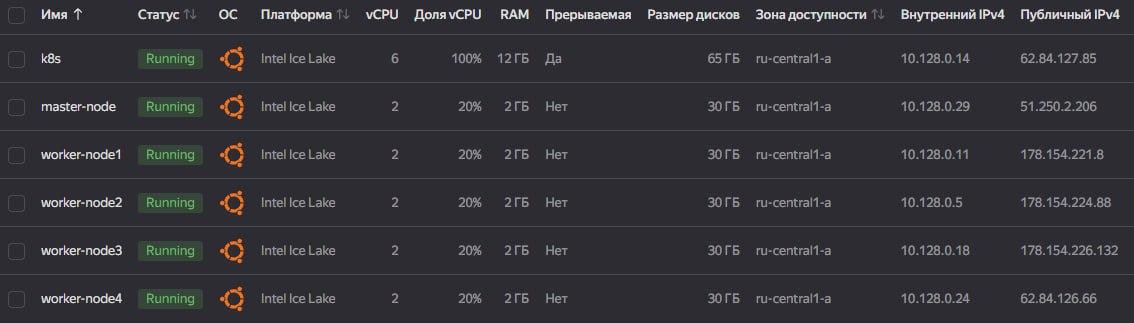 Имя ↑ Статус ↑↓ ОС Платформа ↑↓ vCPU Доля vCPU RAM Прерываемая Размер дисков Зона доступности ↑↓ Внутренний IPv4 Публичный IPv4
k8s Running Intel Ice Lake 6 100% 12 ГБ Да 65 ГБ ru-central1-a 10.128.0.14 62.84.127.85
master-node Running Intel Ice Lake 2 20% 2 ГБ Нет 30 ГБ ru-central1-a 10.128.0.29 51.250.2.206
worker-node1 Running Intel Ice Lake 2 20% 2 ГБ Нет 30 ГБ ru-central1-a 10.128.0.11 178.154.221.8
worker-node2 Running Intel Ice Lake 2 20% 2 ГБ Нет 30 ГБ ru-central1-a 10.128.0.5 178.154.224.88
worker-node3 Running Intel Ice Lake 2 20% 2 ГБ Нет 30 ГБ ru-central1-a 10.128.0.18 178.154.226.132
worker-node4 Running Intel Ice Lake 2 20% 2 ГБ Нет 30 ГБ ru-central1-a 10.128.0.24 62.84.126.66